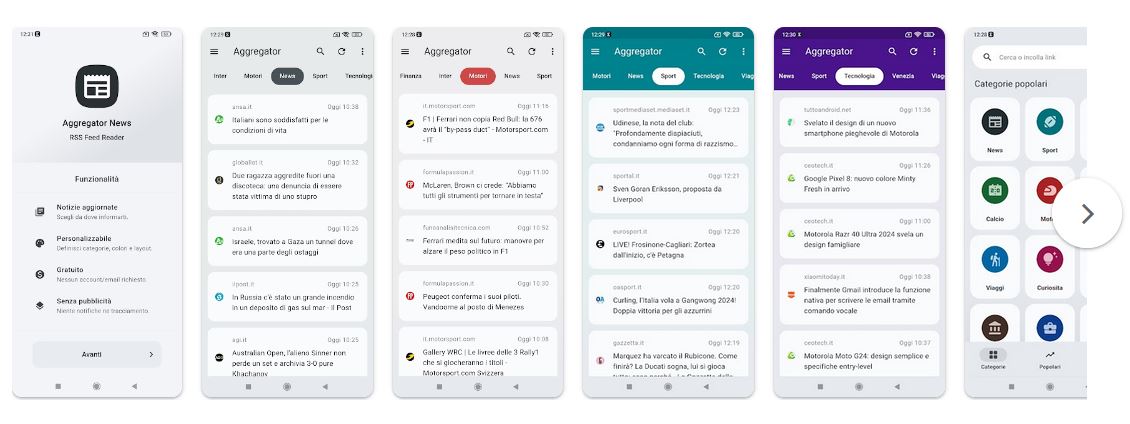 12:21
Aggregator News
RSS Feed Reader
Funzionalità
Notizie aggiornate
Scegli da dove informarti.
Personalizzabile
Definisci categorie, colori e layout.
Gratuito
Nessun account/email richiesto.
Senza pubblicità
Niente notifiche ne tracciamento.
Avanti
12:29
Aggregator
Inter Motori News Sport Tecnologi
ansa.it Oggi 10:38
Italiani sono soddisfatti per le
condizioni di vita
globalist.it Oggi 10:32
Due ragazza aggredite fuori una
discoteca: una denuncia di essere
stata vittima di uno stupro
ansa.it Oggi 10:26
Israele, trovato a Gaza un tunnel dove
era una parte degli ostaggi
ilpost.it Oggi 10:25
In Russia c'è stato un grande incendio
in un deposito di gas sul mar - Il Post
agi.it Oggi 10:25
Australian Open, l'alieno Sinner non
perde un set e archivia 3-0 pure
Khachanov
12:28
Aggregator
Finanza Inter Motori News Sport
it.motorsport.com Oggi 11:16
F1 | Ferrari non copia Red Bull: la 676
avrà il "by-pass duct" - Motorsport.com
- IT
formulapassion.it Oggi 11:00
McLaren, Brown ci crede: "Abbiamo
tutti gli strumenti per tornare in testa"
funoanalisitecnica.com Oggi 10:58
Ferrari medita sul futuro: manovre per
alzare il peso politico in F1
formulapassion.it Oggi 10:30
Peugeot conferma i suoi piloti.
Vandoorne al posto di Menezes
it.motorsport.com Oggi 10:08
Gallery WRC | Le livree delle 3 Rally1
che si giocheranno i titoli -
Motorsport.com Svizzera
12:29
Aggregator
Motori News Sport Tecnologia Viag
sportmediaset.mediaset.it Oggi 12:23
Udinese, la nota del club:
"Profondamente dispiaciuti,
condanniamo ogni forma di razzismo...
sportal.it Oggi 12:21
Sven Goran Eriksson, proposta da
Liverpool
eurosport.it Oggi 12:20
LIVE! Frosinone-Cagliari: Zortea
dall'inizio, c'è Petagna
oasport.it Oggi 12:20
Curling, l'Italia vola a Gangwong 2024!
Doppia vittoria per gli azzurrini
gazzetta.it Oggi 12:19
Marquez ha varcato il Rubicone. Come
finirà? La Ducati sogna, lui si gioca
12:30
Aggregator
News Sport Tecnologia Venezia Viag
tuttoandroid.net Oggi 11:36
Svelato il design di un nuovo
smartphone pieghevole di Motorola
ceotech.it Oggi 11:26
Google Pixel 8: nuovo colore Minty
Fresh in arrivo
ceotech.it Oggi 11:00
Motorola Razr 40 Ultra 2024 svela un
design famigliare
xiaomitoday.it Oggi 10:38
Finalmente Gmail introduce la funzione
nativa per scrivere le email tramite
comando vocale
ceotech.it Oggi 10:37
Motorola Moto G24: design semplice e
specifiche entry-level
12:28
Cerca o incolla link
Categorie popolari
News Sport
Calcio Moto
Viaggi Curiosita
Categorie Popolari